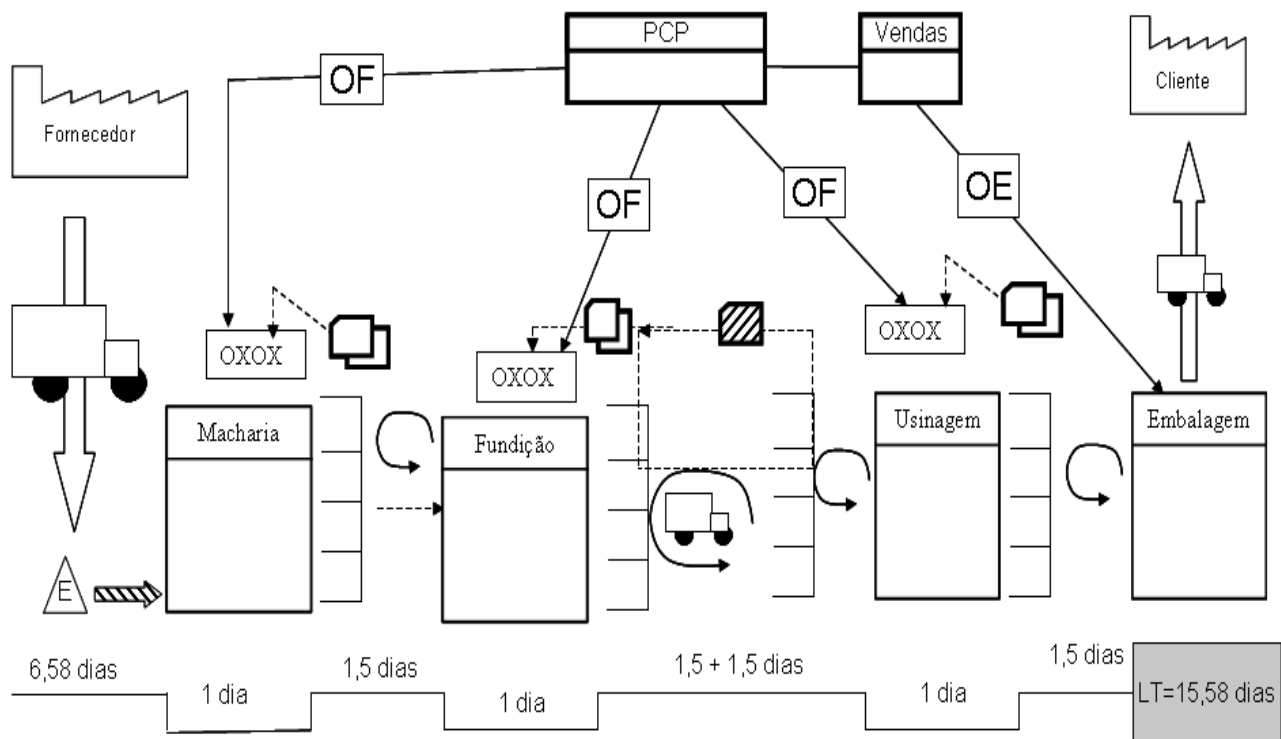 PCP
Vendas
Cliente
Fornecedor
OF
OF
OF
OE
OXOX
OXOX
OXOX
Macharia
Fundição
Usinagem
Embalagem
E
6,58 dias
1 dia
1,5 dias
1 dia
1,5 + 1,5 dias
1 dia
1,5 dias
LT=15,58 dias